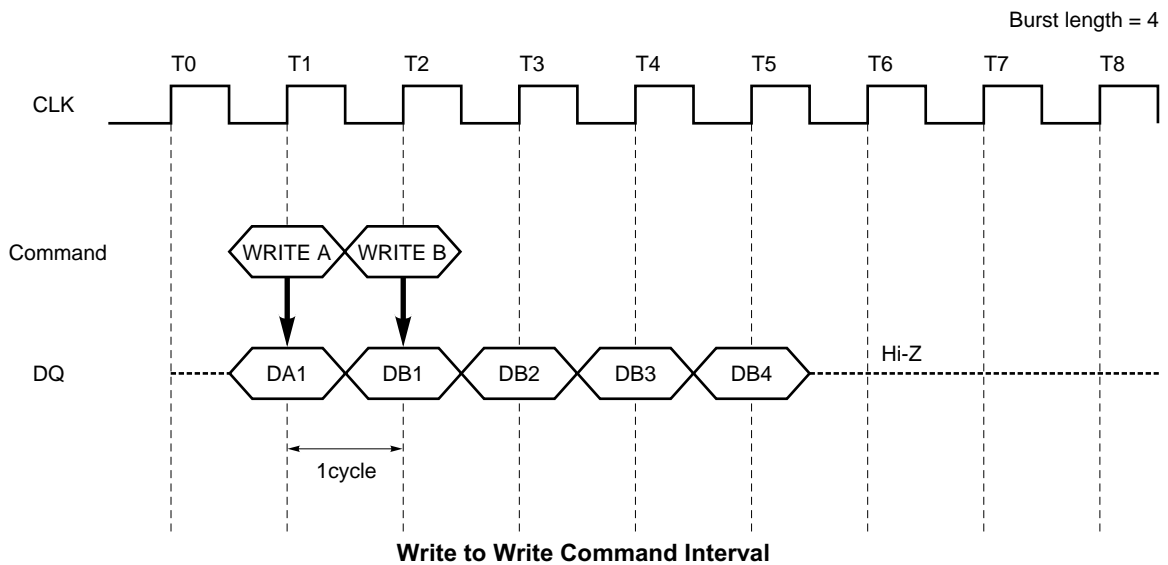 Burst length = 4
T0 T1 T2 T3 T4 T5 T6 T7 T8
CLK
Command WRITE A WRITE B
DQ DA1 DB1 DB2 DB3 DB4 Hi-Z
1cycle
Write to Write Command Interval